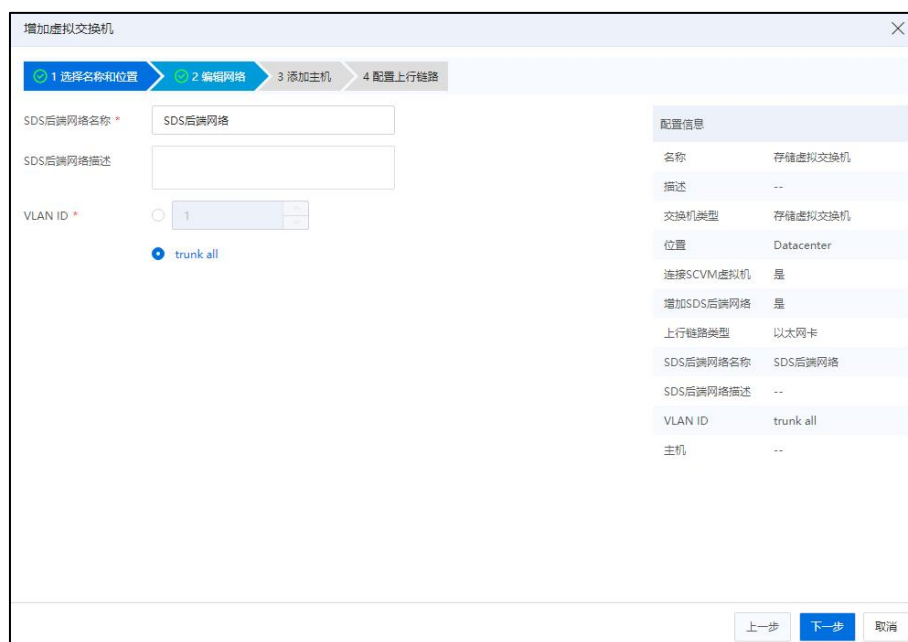 增加虚拟交换机
1 选择名称和位置 2 编辑网络 3 添加主机 4 配置上行链路
SDS后端网络名称 * SDS后端网络
SDS后端网络描述
VLAN ID * 1
trunk all
配置信息
名称 存储虚拟交换机
描述 --
交换机类型 存储虚拟交换机
位置 Datacenter
连接SCVM虚拟机 是
增加SDS后端网络 是
上行链路类型 以太网卡
SDS后端网络名称 SDS后端网络
SDS后端网络描述 --
VLAN ID trunk all
主机 --
上一步 下一步 取消